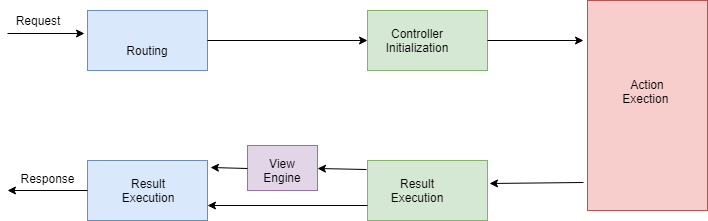 Request
Routing
Controller
Initialization
Action
Exection
View
Engine
Response
Result
Execution
Result
Execution